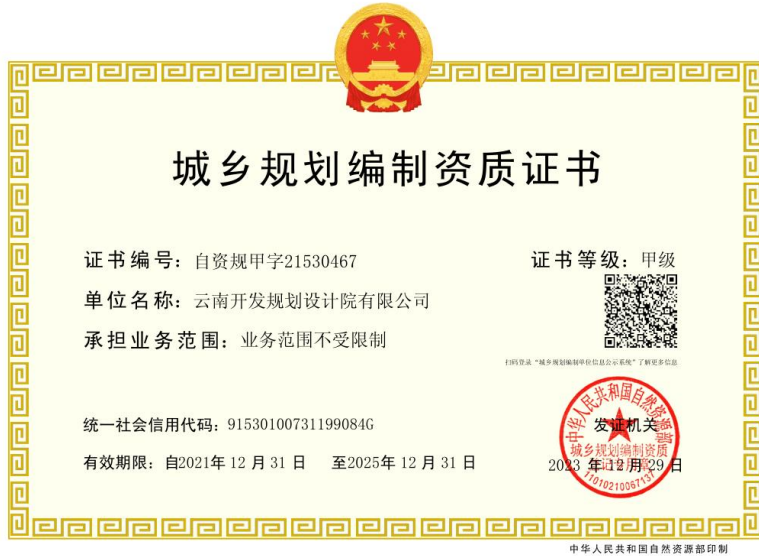 城乡规划编制资质证书
证书编号：自资规甲字21530467
证书等级：甲级
单位名称：云南开发规划设计院有限公司
承担业务范围：业务范围不受限制
扫码登录“城乡规划编制单位信息公示系统”了解更多信息
统一社会信用代码：91530100731199084G
发证机关
有效期限：自2021年12月31日 至2025年12月31日
2023年12月29日
中华人民共和国自然资源部
城乡规划编制资质
1101021006713
中华人民共和国自然资源部印制